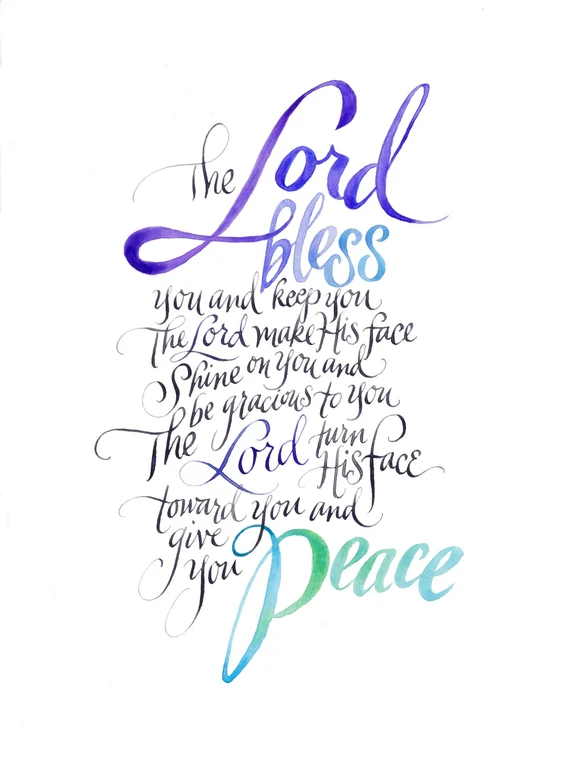 The Lord
bless
you and keep you
The Lord make His face
Shine on you and
be gracious to you
The Lord turn
His face
toward you and
give
you Peace